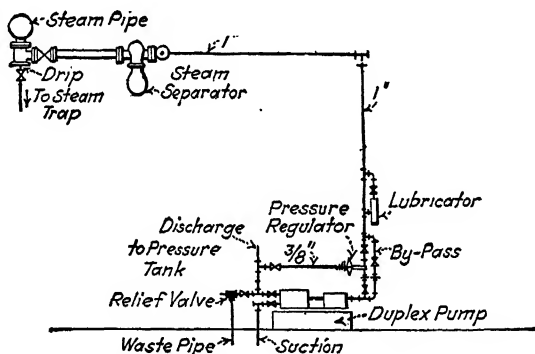 Steam Pipe
1"
Drip
To Steam
Trap
Steam
Separator
1"
Lubricator
Pressure
Regulator
Discharge
to Pressure
Tank
3/8"
By-Pass
Relief Valve
Duplex Pump
Waste Pipe
Suction